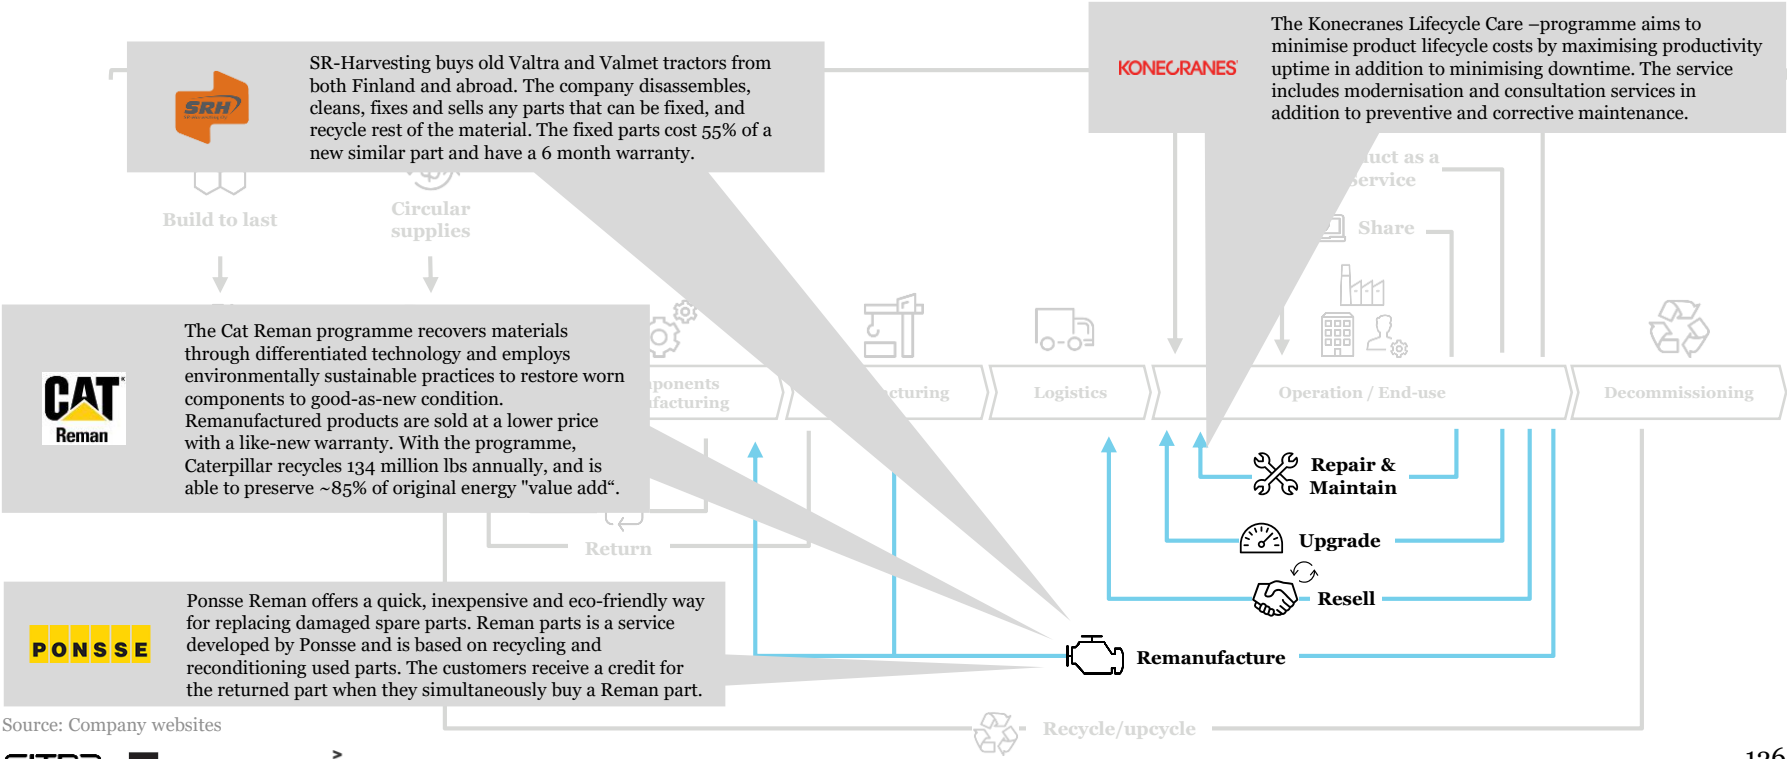 The Konecranes Lifecycle Care –programme aims to
minimise product lifecycle costs by maximising productivity
uptime in addition to minimising downtime. The service
includes modernisation and consultation services in
addition to preventive and corrective maintenance.
KONECRANES
SR-Harvesting buys old Valtra and Valmet tractors from
both Finland and abroad. The company disassembles,
cleans, fixes and sells any parts that can be fixed, and
recycle rest of the material. The fixed parts cost 55% of a
new similar part and have a 6 month warranty.
SRH
as a
Service
Build to last
Circular
supplies
Share
The Cat Reman programme recovers materials
through differentiated technology and employs
environmentally sustainable practices to restore worn
components to good-as-new condition.
Remanufactured products are sold at a lower price
with a like-new warranty. With the programme,
Caterpillar recycles 134 million lbs annually, and is
able to preserve ~85% of original energy "value add“.
CAT
Reman
Logistics
Operation / End-use
Decommissioning
Repair &
Maintain
Return
Upgrade
Resell
Ponsse Reman offers a quick, inexpensive and eco-friendly way
for replacing damaged spare parts. Reman parts is a service
developed by Ponsse and is based on recycling and
reconditioning used parts. The customers receive a credit for
the returned part when they simultaneously buy a Reman part.
PONSSE
Remanufacture
Source: Company websites
Recycle/upcycle